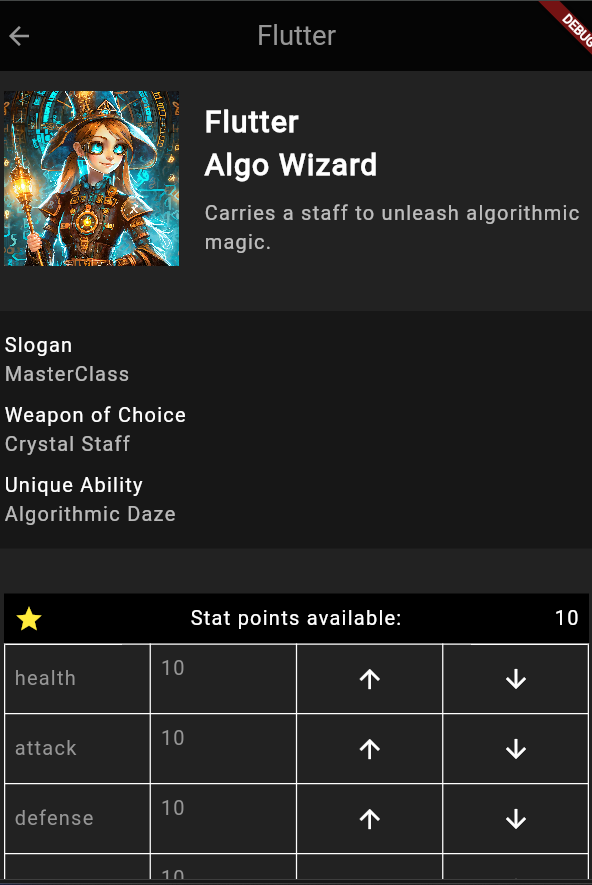 Flutter
DEBUG
Flutter
Algo Wizard
Carries a staff to unleash algorithmic
magic.
Slogan
MasterClass
Weapon of Choice
Crystal Staff
Unique Ability
Algorithmic Daze
Stat points available: 10
health 10
attack 10
defense 10
10